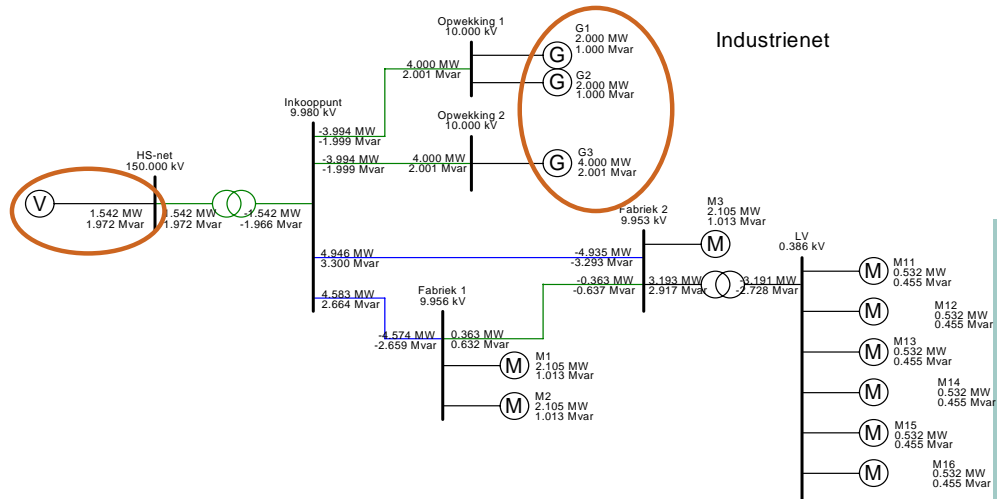 Industrienet
Opwekking 1
10.000 kV
G
G1
2.000 MW
1.000 Mvar
G
G2
2.000 MW
1.000 Mvar
4.000 MW
2.001 Mvar
Inkooppunt
9.980 kV
-3.994 MW
-1.999 Mvar
Opwekking 2
10.000 kV
-3.994 MW
-1.999 Mvar
4.000 MW
2.001 Mvar
G
G3
4.000 MW
2.001 Mvar
HS-net
150.000 kV
V
1.542 MW
1.972 Mvar
1.542 MW
1.972 Mvar
-1.542 MW
-1.966 Mvar
4.946 MW
3.300 Mvar
4.583 MW
2.664 Mvar
Fabriek 2
9.953 kV
-4.935 MW
-3.293 Mvar
-0.363 MW
-0.637 Mvar
M
M3
2.105 MW
1.013 Mvar
3.193 MW
2.917 Mvar
-3.191 MW
-2.728 Mvar
Fabriek 1
9.956 kV
-4.574 MW
-2.659 Mvar
0.363 MW
0.632 Mvar
M
M1
2.105 MW
1.013 Mvar
M
M2
2.105 MW
1.013 Mvar
LV
0.386 kV
M
M11
0.532 MW
0.455 Mvar
M
M12
0.532 MW
0.455 Mvar
M
M13
0.532 MW
0.455 Mvar
M
M14
0.532 MW
0.455 Mvar
M
M15
0.532 MW
0.455 Mvar
M
M16
0.532 MW
0.455 Mvar